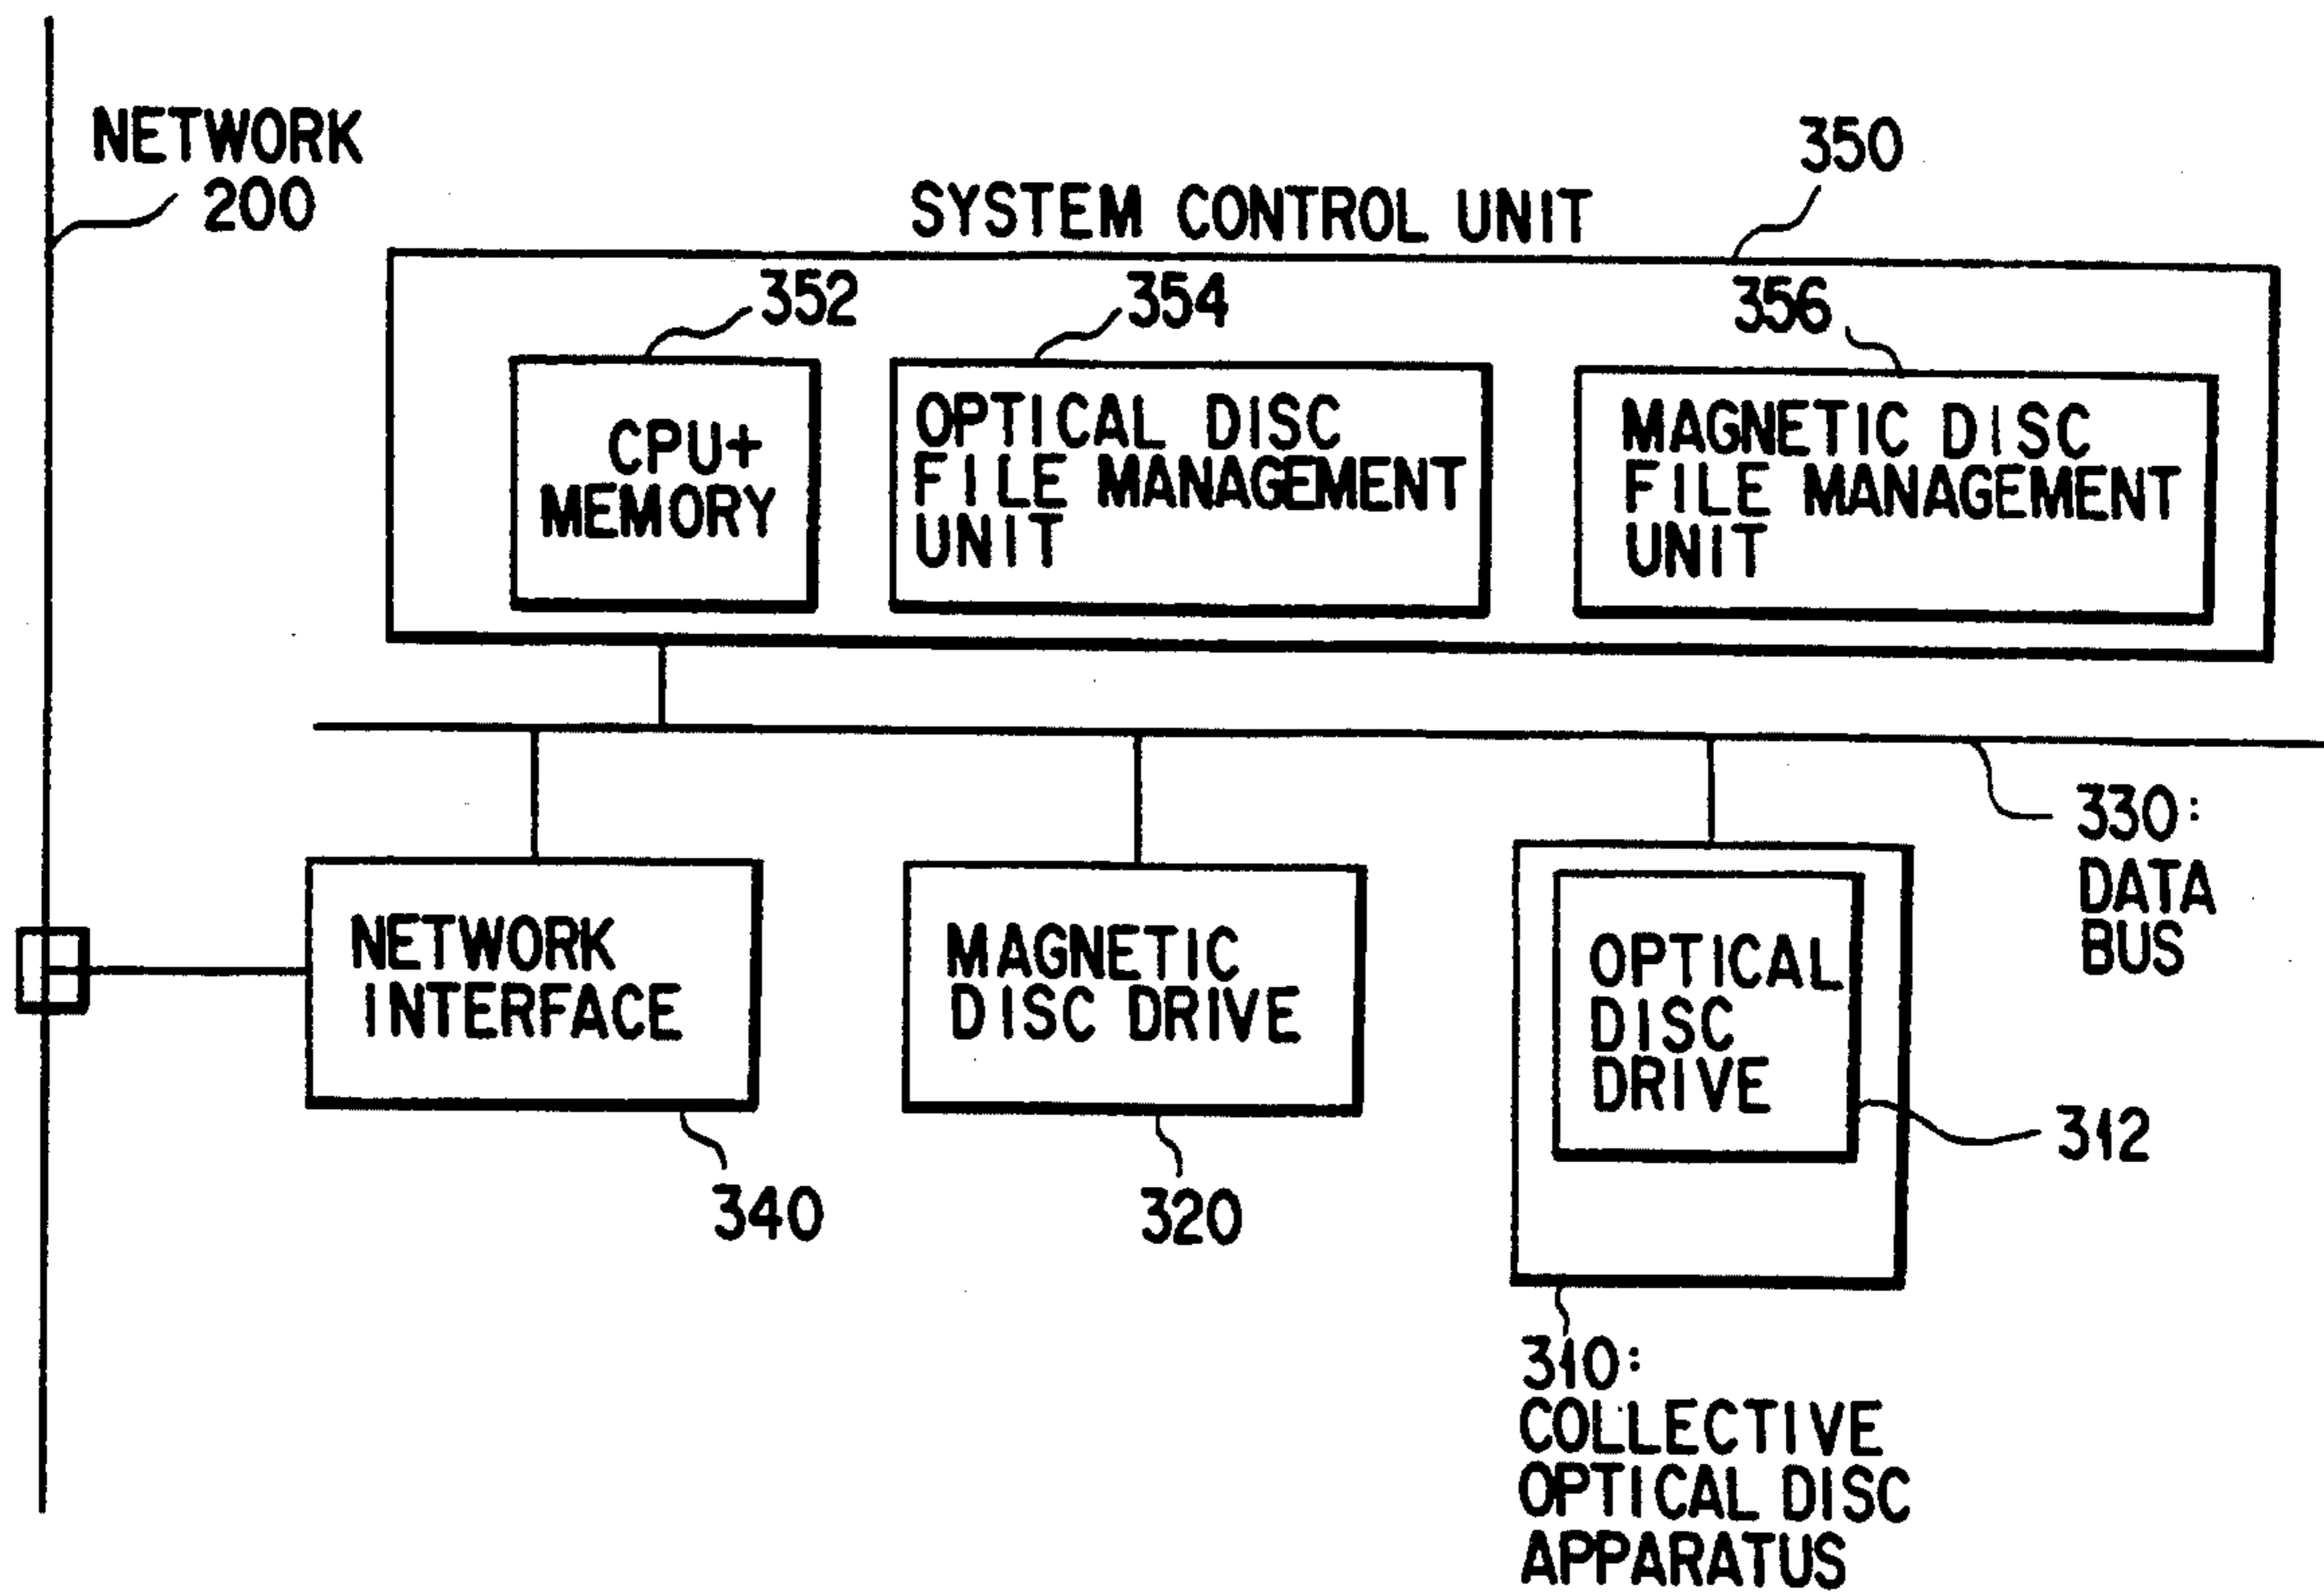 NETWORK
200
350
SYSTEM CONTROL UNIT
352
354
356
CPU+
MEMORY
OPTICAL DISC
FILE MANAGEMENT
UNIT
MAGNETIC DISC
FILE MANAGEMENT
UNIT
330:
DATA
BUS
NETWORK
INTERFACE
MAGNETIC
DISC DRIVE
OPTICAL
DISC
DRIVE
312
340
320
310:
COLLECTIVE
OPTICAL DISC
APPARATUS